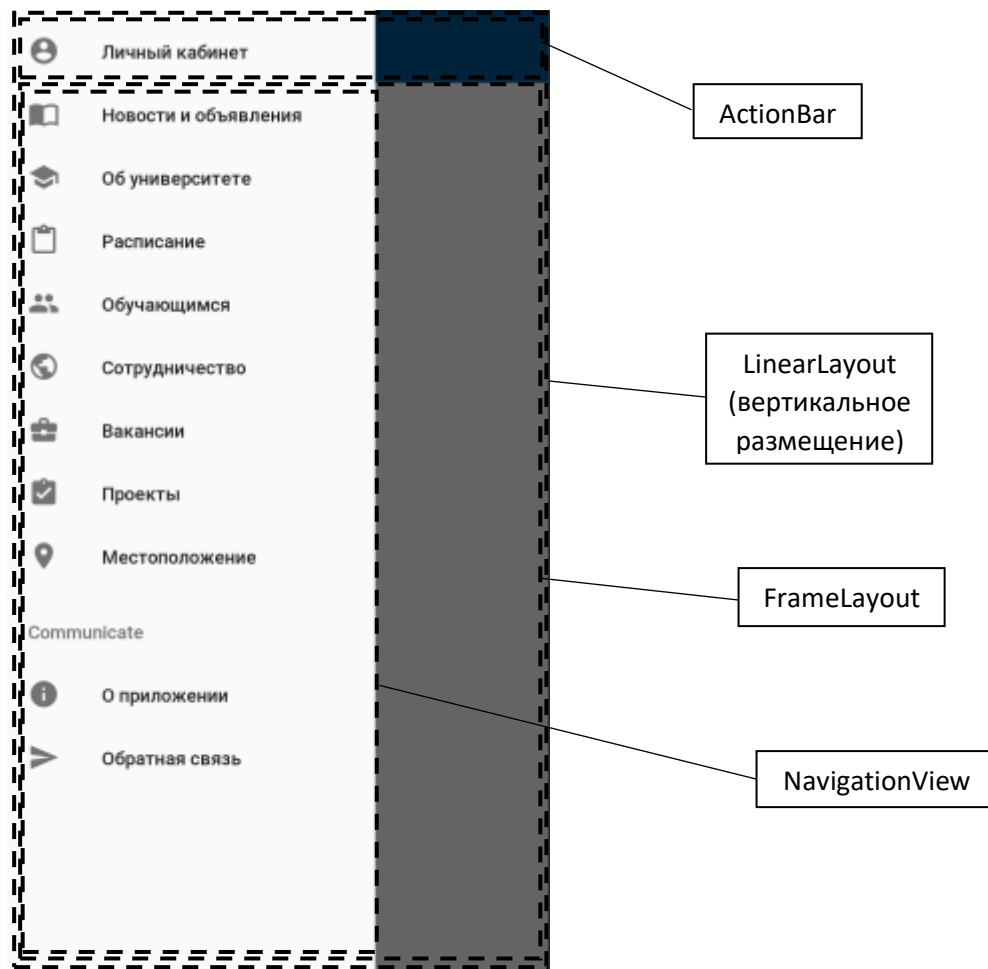 Личный кабинет
Новости и объявления
Об университете
Расписание
Обучающимся
Сотрудничество
Вакансии
Проекты
Местоположение
Communicate
О приложении
Обратная связь
ActionBar
LinearLayout
(вертикальное
размещение)
FrameLayout
NavigationView